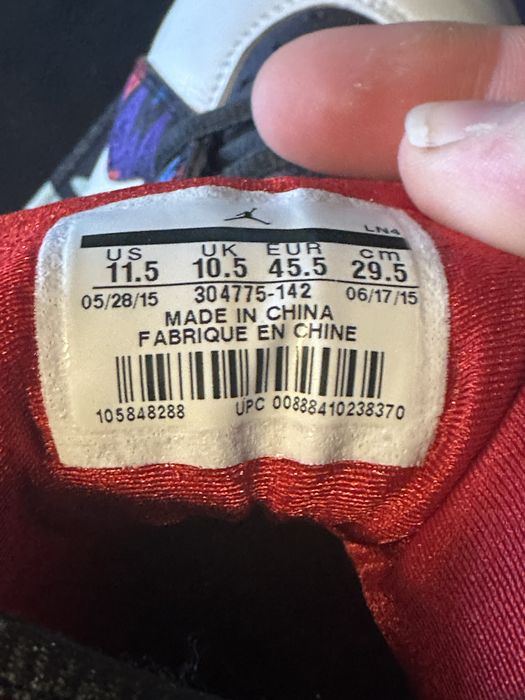 LN4
US UK EUR cm
11.5 10.5 45.5 29.5
05/28/15 304775-142 06/17/15
MADE IN CHINA
FABRIQUE EN CHINE
105848288 UPC 00888410238370